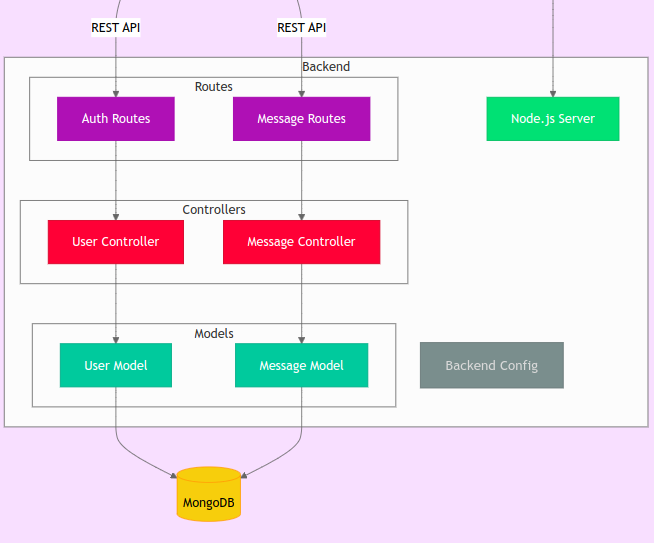 REST API
REST API
Backend
Routes
Auth Routes
Message Routes
Node.js Server
Controllers
User Controller
Message Controller
Models
User Model
Message Model
Backend Config
MongoDB